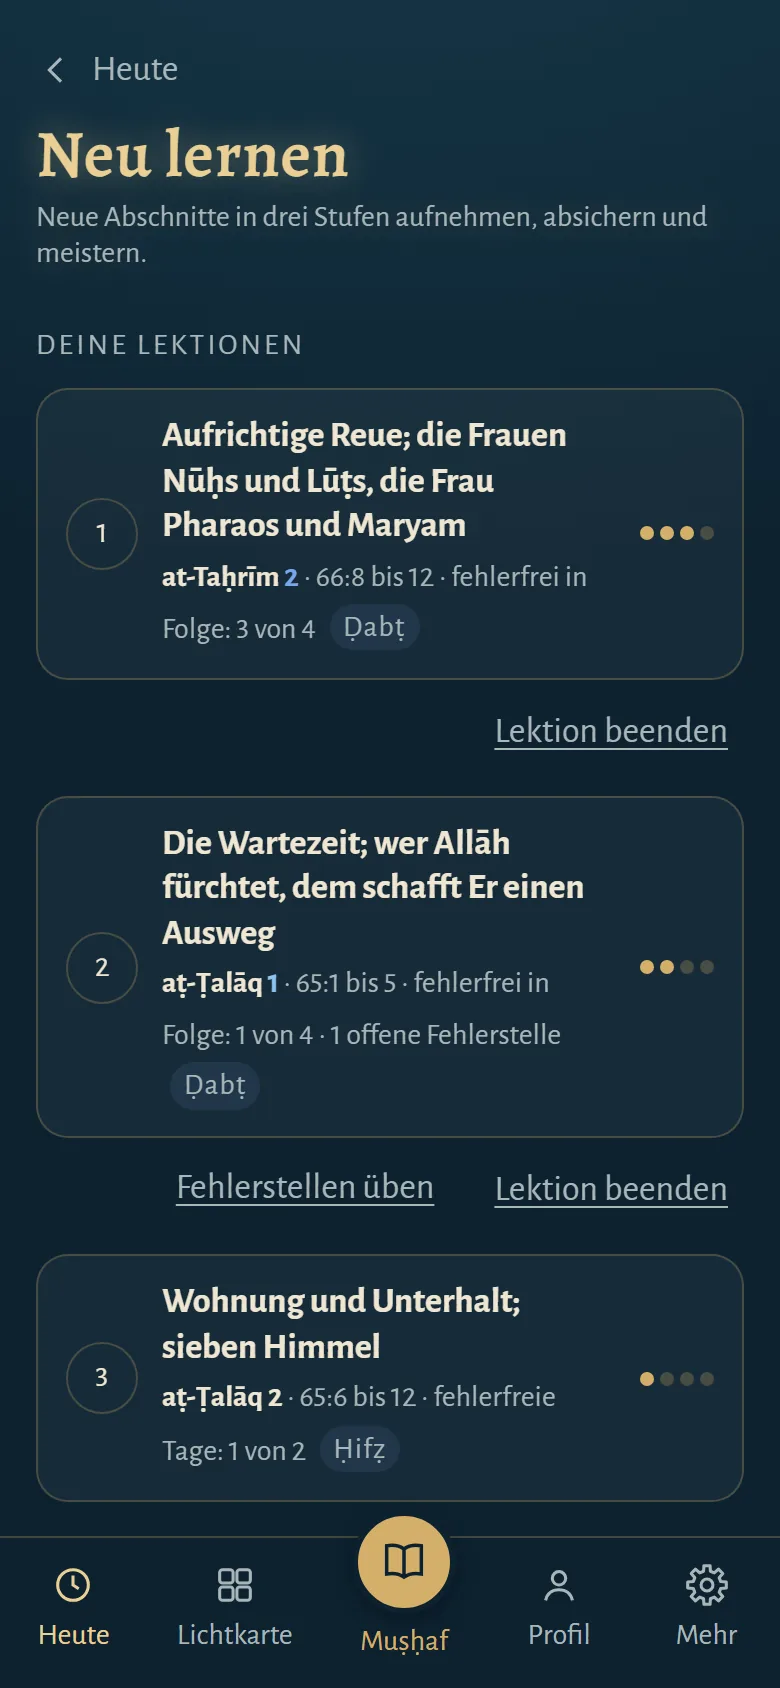 Heute
Neu lernen
Neue Abschnitte in drei Stufen aufnehmen, absichern und
meistern.
DEINE LEKTIONEN
1
Aufrichtige Reue; die Frauen
Nūḥs und Lūṭs, die Frau
Pharaos und Maryam
at-Taḥrīm 2 · 66:8 bis 12 · fehlerfrei in
Folge: 3 von 4 Ḍabṭ
Lektion beenden
2
Die Wartezeit; wer Allāh
fürchtet, dem schafft Er einen
Ausweg
aṭ-Ṭalāq 1 · 65:1 bis 5 · fehlerfrei in
Folge: 1 von 4 · 1 offene Fehlerstelle
Ḍabṭ
Fehlerstellen üben Lektion beenden
3
Wohnung und Unterhalt;
sieben Himmel
aṭ-Ṭalāq 2 · 65:6 bis 12 · fehlerfreie
Tage: 1 von 2 Ḥifẓ
Heute Lichtkarte Muṣḥaf Profil Mehr